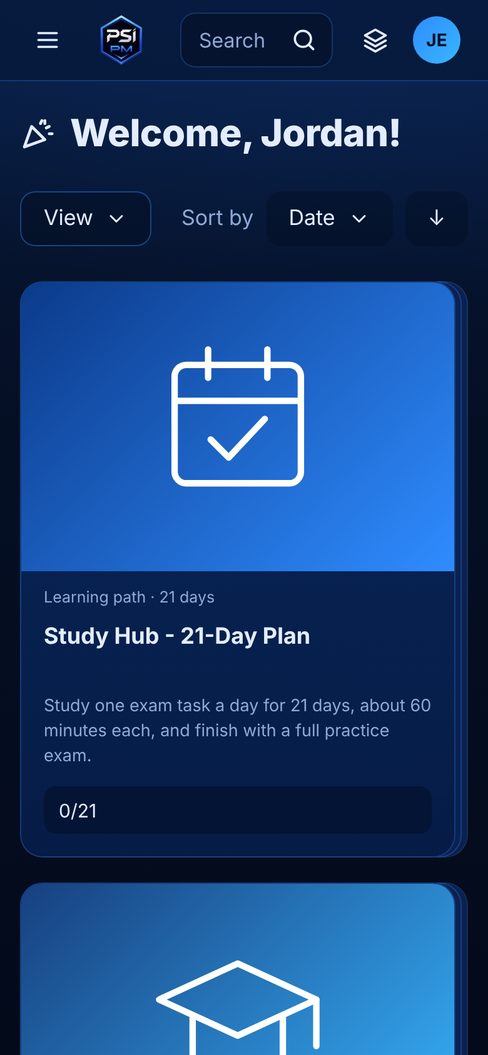 PSI
PM
Search
JE
Welcome, Jordan!
View
Sort by
Date
Learning path · 21 days
Study Hub - 21-Day Plan
Study one exam task a day for 21 days, about 60
minutes each, and finish with a full practice
exam.
0/21